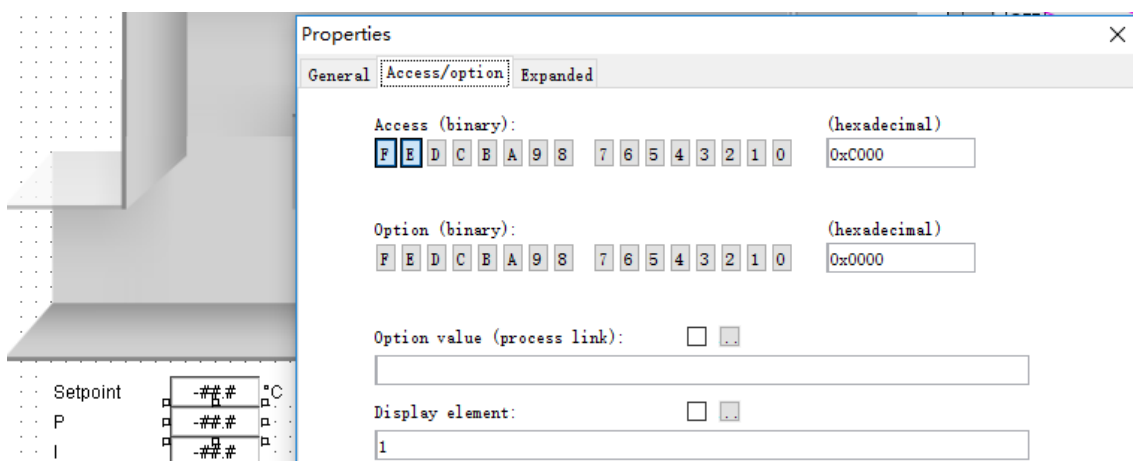 Properties
General Access/option Expanded
Access (binary): (hexadecimal)
F E D C B A 9 8 7 6 5 4 3 2 1 0 0xC000
Option (binary): (hexadecimal)
F E D C B A 9 8 7 6 5 4 3 2 1 0 0x0000
Option value (process link): ..
Display element: ..
1
Setpoint -##.# °C
P -##.#
I -##.#